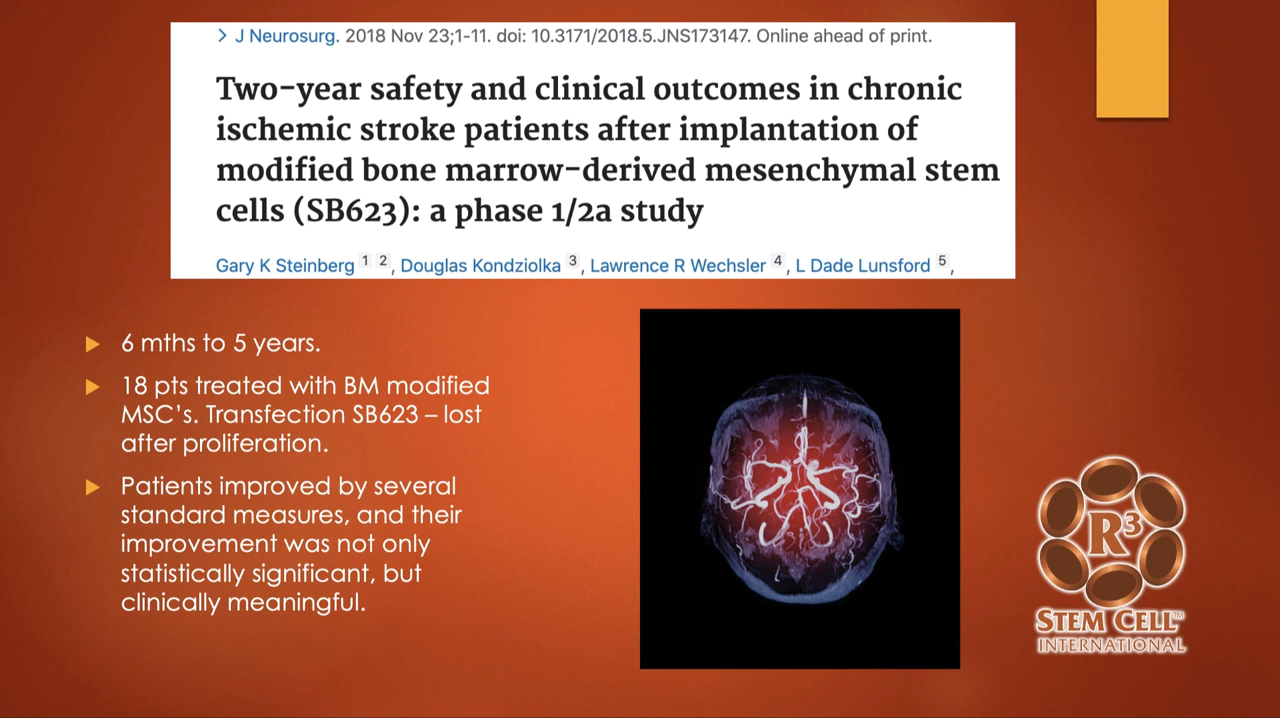 > J Neurosurg. 2018 Nov 23;1-11. doi: 10.3171/2018.5.JNS173147. Online ahead of print.
Two-year safety and clinical outcomes in chronic
ischemic stroke patients after implantation of
modified bone marrow-derived mesenchymal stem
cells (SB623): a phase 1/2a study
Gary K Steinberg 1 2, Douglas Kondziolka 3, Lawrence R Wechsler 4, L Dade Lunsford 5,
6 mths to 5 years.
18 pts treated with BM modified
MSC's. Transfection SB623 – lost
after proliferation.
Patients improved by several
standard measures, and their
improvement was not only
statistically significant, but
clinically meaningful.
R3
STEM CELL™
INTERNATIONAL